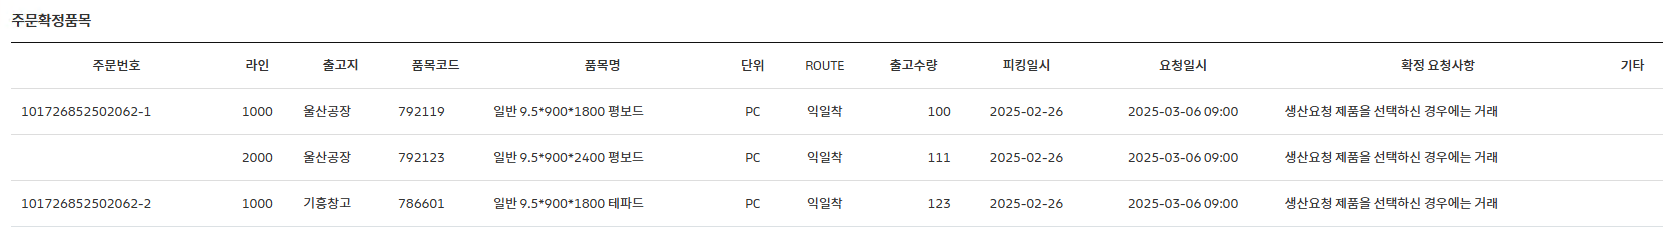 주문확정품목
주문번호 라인 출고지 품목코드 품목명 단위 ROUTE 출고수량 피킹일시 요청일시 확정 요청사항 기타
101726852502062-1 1000 울산공장 792119 일반 9.5*900*1800 평보드 PC 익일착 100 2025-02-26 2025-03-06 09:00 생산요청 제품을 선택하신 경우에는 거래
2000 울산공장 792123 일반 9.5*900*2400 평보드 PC 익일착 111 2025-02-26 2025-03-06 09:00 생산요청 제품을 선택하신 경우에는 거래
101726852502062-2 1000 기흥창고 786601 일반 9.5*900*1800 테파드 PC 익일착 123 2025-02-26 2025-03-06 09:00 생산요청 제품을 선택하신 경우에는 거래